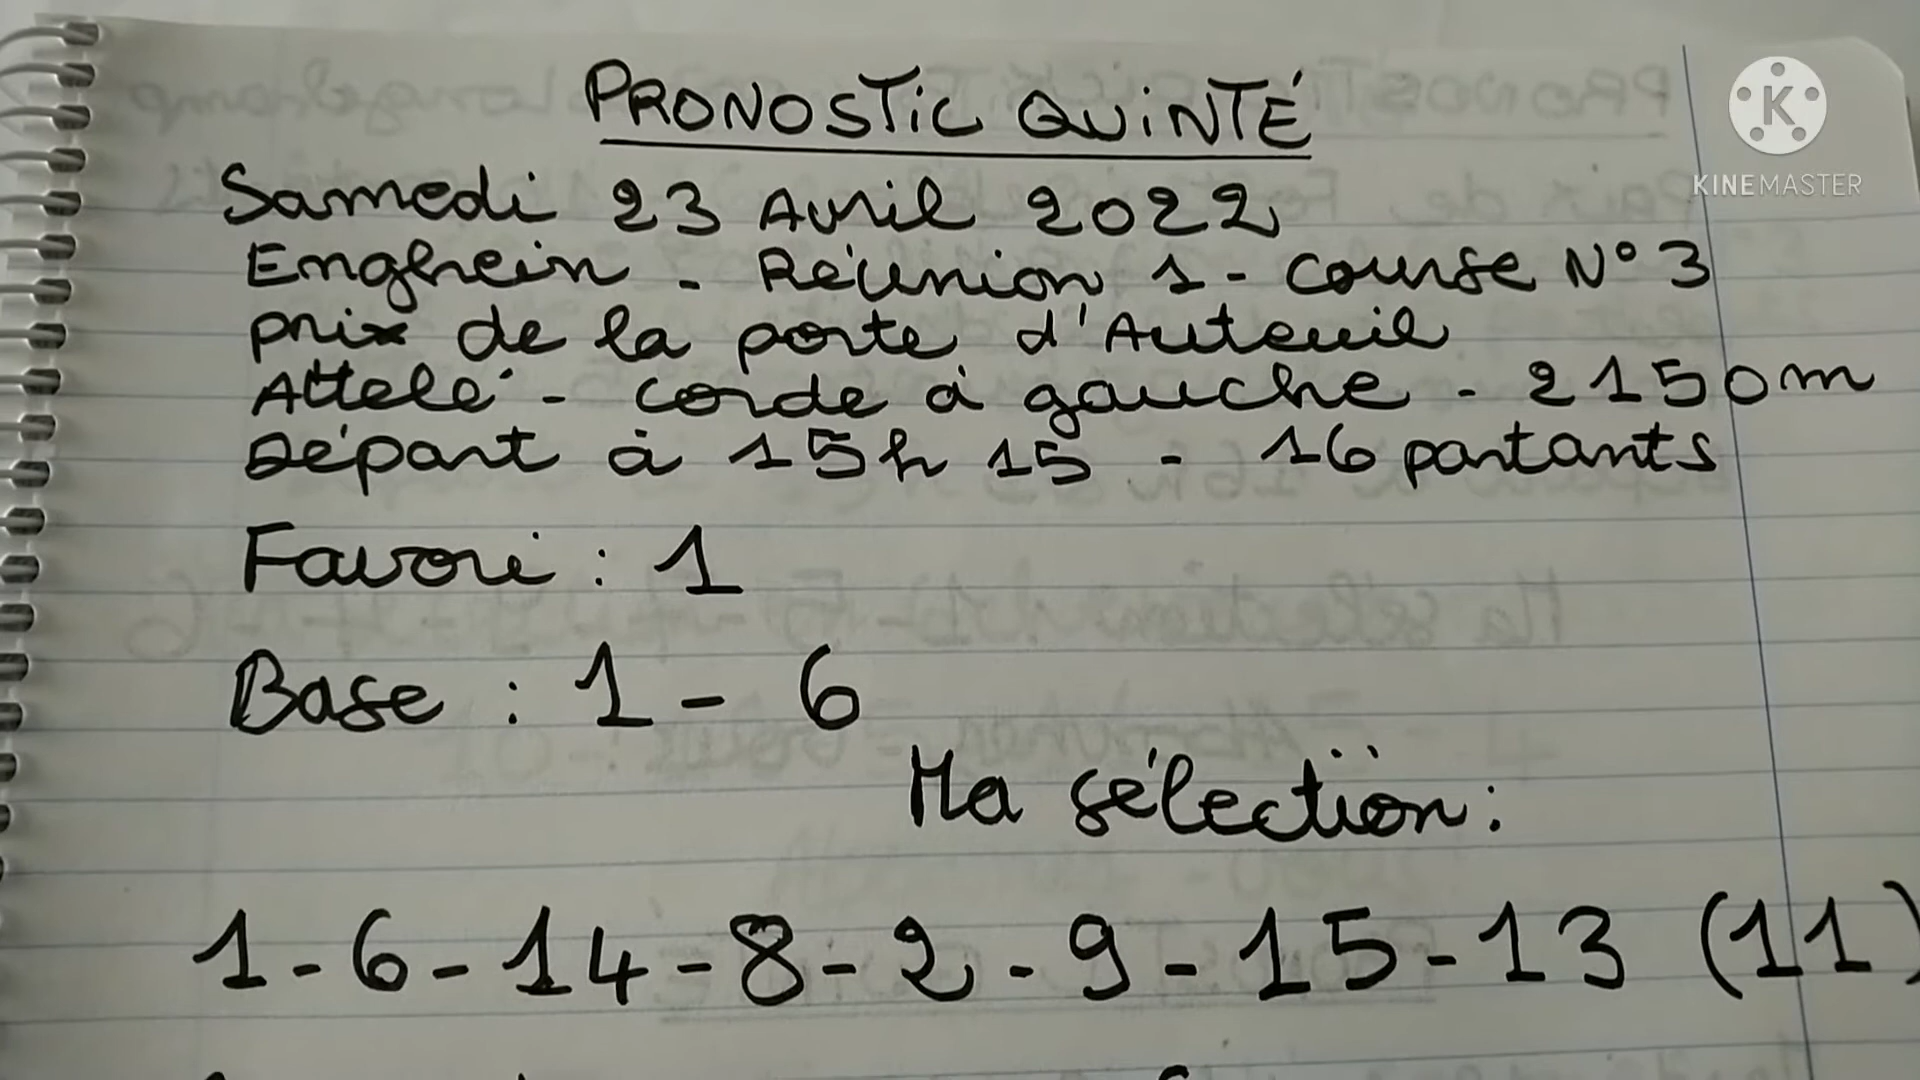 PRONOSTIC QUINTÉ
Samedi 23 Avril 2022
Enghein - Réunion 1 - course N° 3
prix de la porte d'Auteuil
Attelé - corde à gauche - 2150m
Départ à 15h15 - 16 partants
Favori : 1
Base : 1 - 6
Ma sélection :
1 - 6 - 14 - 8 - 2 - 9 - 15 - 13 (11)
K
KINEMASTER